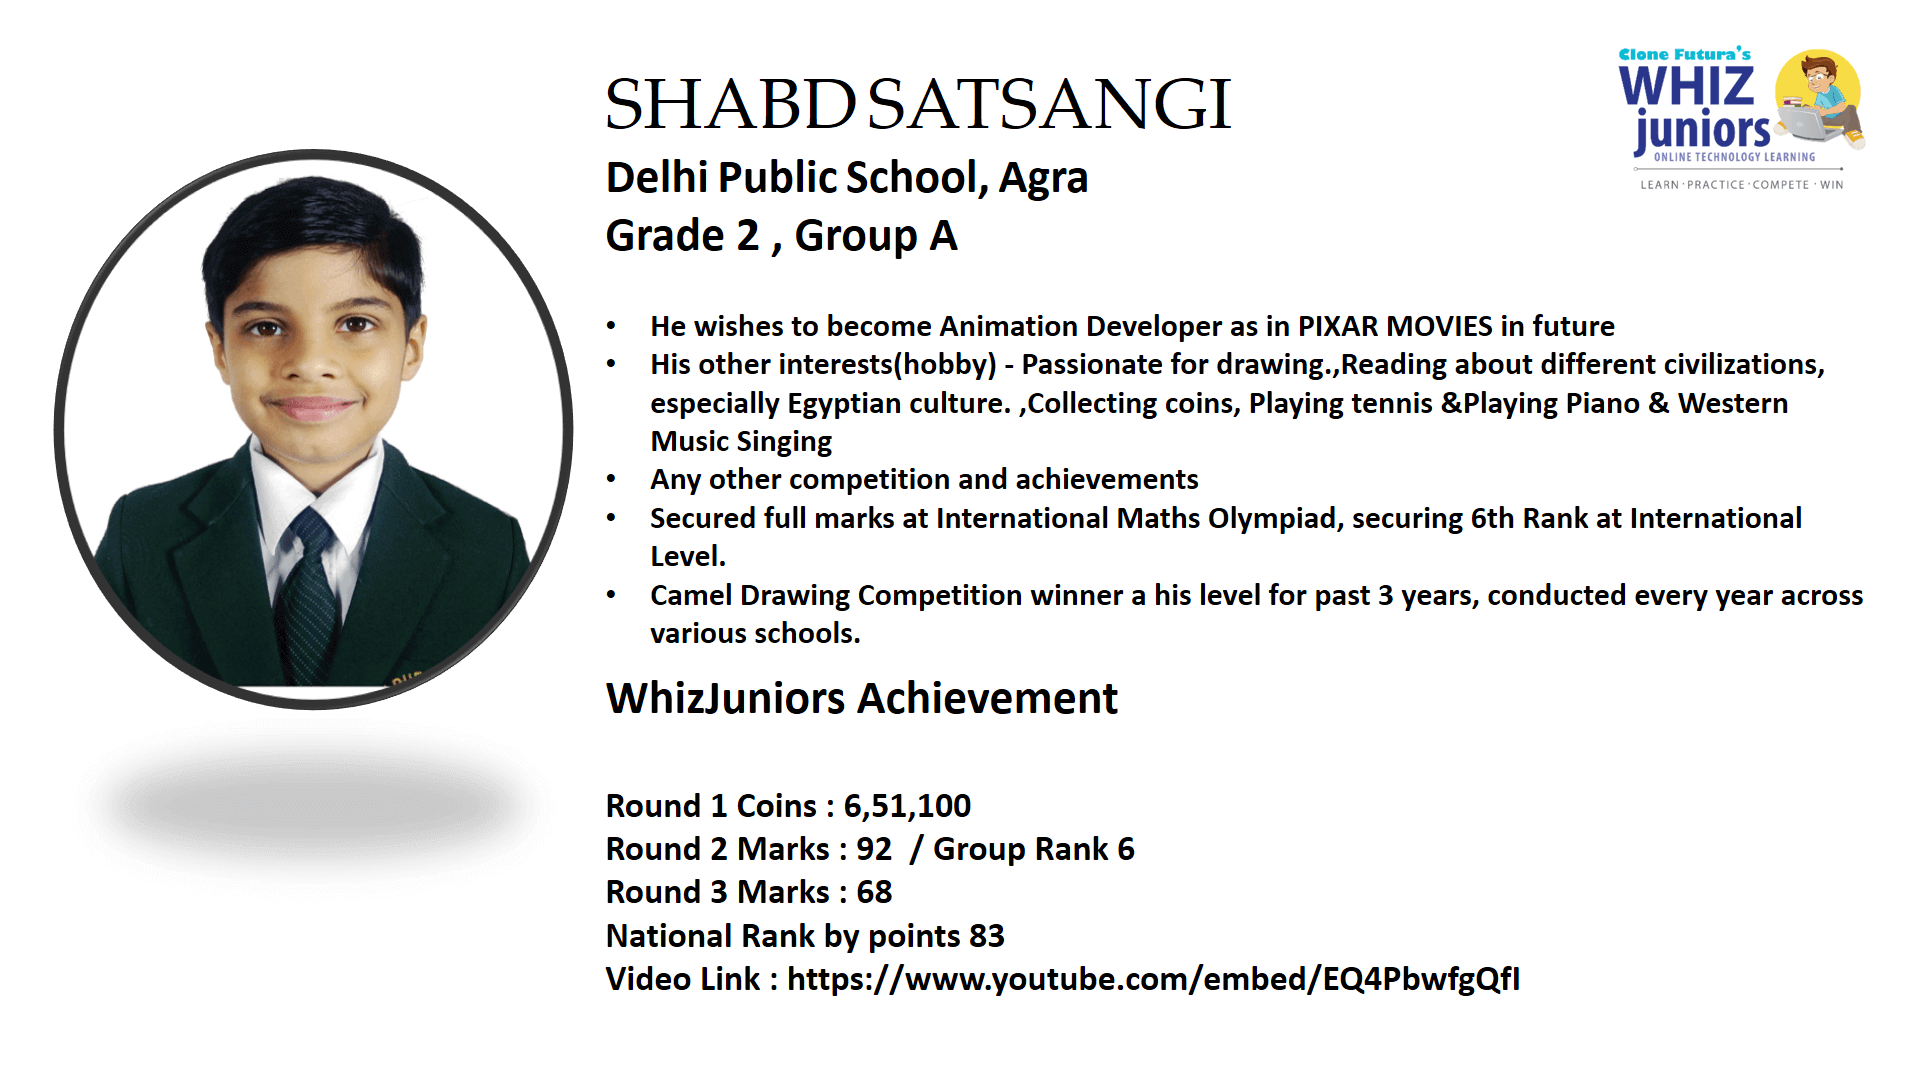 Clone Futura's
WHIZ
juniors
ONLINE TECHNOLOGY LEARNING
LEARN · PRACTICE · COMPETE · WIN
SHABD SATSANGI
Delhi Public School, Agra
Grade 2 , Group A
• He wishes to become Animation Developer as in PIXAR MOVIES in future
• His other interests(hobby) - Passionate for drawing.,Reading about different civilizations,
especially Egyptian culture. ,Collecting coins, Playing tennis &Playing Piano & Western
Music Singing
• Any other competition and achievements
• Secured full marks at International Maths Olympiad, securing 6th Rank at International
Level.
• Camel Drawing Competition winner a his level for past 3 years, conducted every year across
various schools.
WhizJuniors Achievement
Round 1 Coins : 6,51,100
Round 2 Marks : 92  / Group Rank 6
Round 3 Marks : 68
National Rank by points 83
Video Link : https://www.youtube.com/embed/EQ4PbwfgQfI